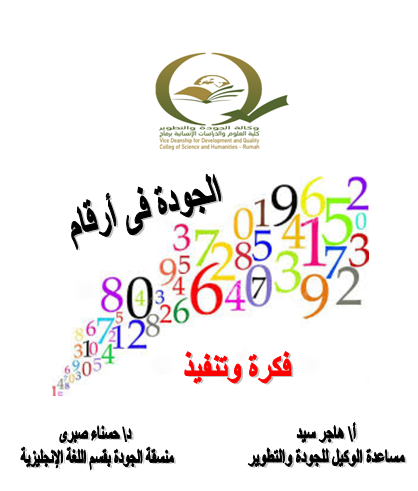 وكالة الجودة والتطوير
كلية العلوم والدراسات الإنسانية برماح
Vice Deanship for Development and Quality
Colleg of Science and Humanities - Rumah
الجودة فى أرقام
فكرة وتنفيذ
أ/ هاجر سيد
مساعدة الوكيل للجودة والتطوير
د/ حسناء صبرى
منسقة الجودة بقسم اللغة الإنجليزية